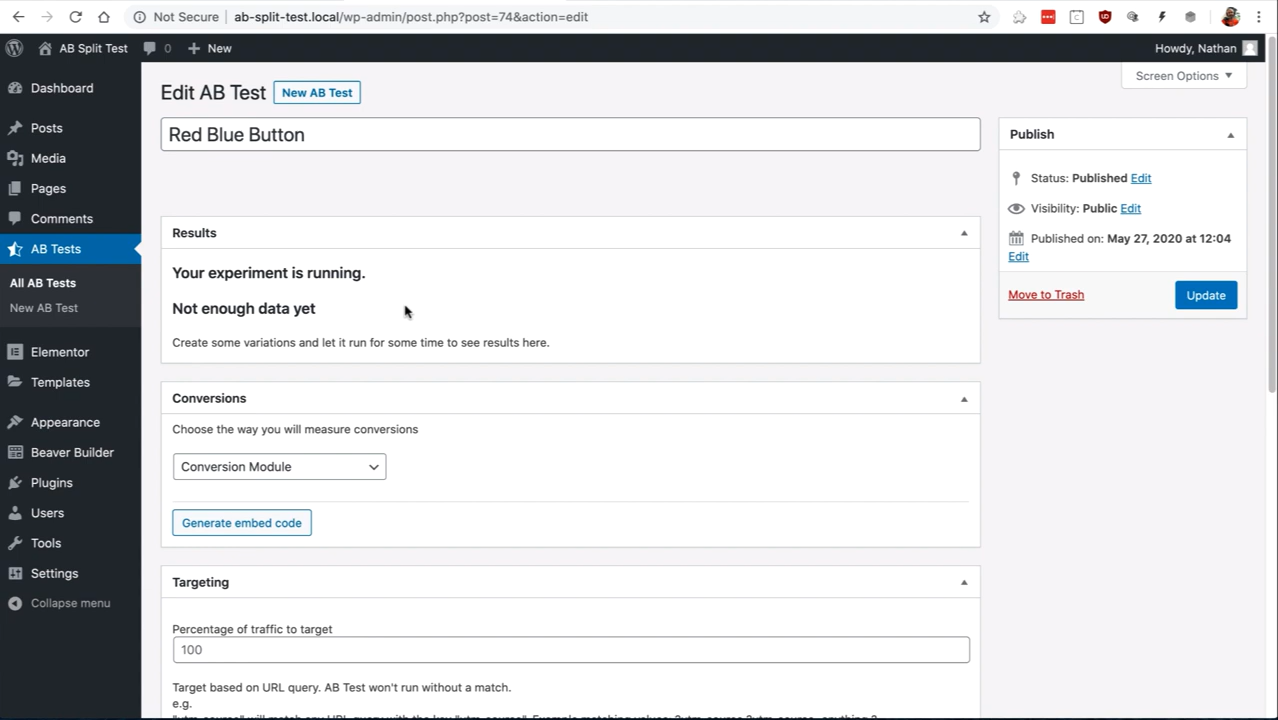 Not Secure
ab-split-test.local/wp-admin/post.php?post=74&action=edit
AB Split Test
0
New
Howdy, Nathan
Screen Options
Dashboard
Posts
Media
Pages
Comments
AB Tests
All AB Tests
New AB Test
Elementor
Templates
Appearance
Beaver Builder
Plugins
Users
Tools
Settings
Collapse menu
Edit AB Test
New AB Test
Red Blue Button
Results
Your experiment is running.
Not enough data yet
Create some variations and let it run for some time to see results here.
Conversions
Choose the way you will measure conversions
Conversion Module
Generate embed code
Targeting
Percentage of traffic to target
100
Target based on URL query. AB Test won't run without a match.
e.g.
Publish
Status: Published Edit
Visibility: Public Edit
Published on: May 27, 2020 at 12:04
Edit
Move to Trash
Update